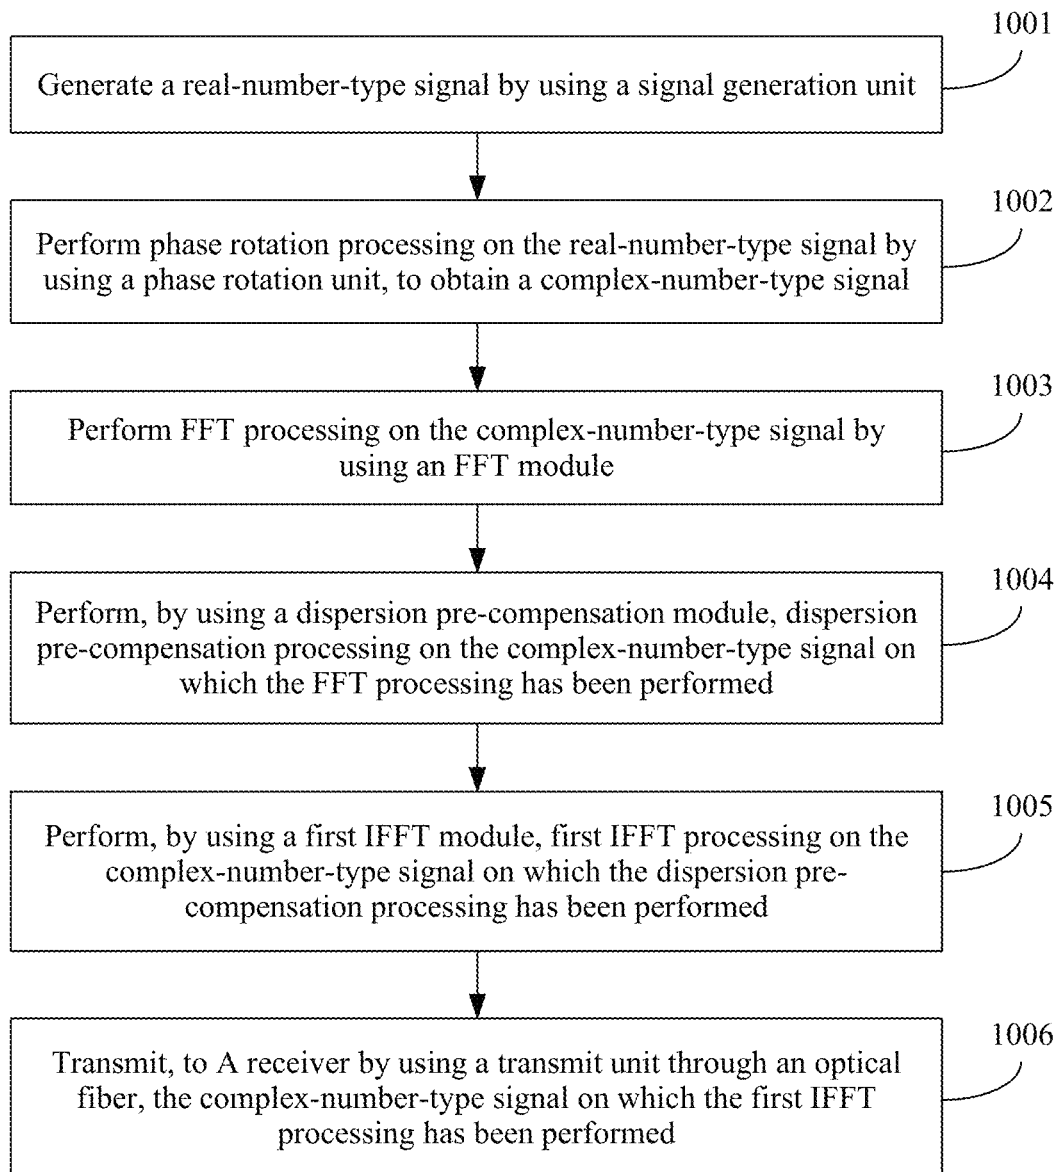 1001
Generate a real-number-type signal by using a signal generation unit
1002
Perform phase rotation processing on the real-number-type signal by
using a phase rotation unit, to obtain a complex-number-type signal
1003
Perform FFT processing on the complex-number-type signal by
using an FFT module
1004
Perform, by using a dispersion pre-compensation module, dispersion
pre-compensation processing on the complex-number-type signal on
which the FFT processing has been performed
1005
Perform, by using a first IFFT module, first IFFT processing on the
complex-number-type signal on which the dispersion pre-
compensation processing has been performed
1006
Transmit, to A receiver by using a transmit unit through an optical
fiber, the complex-number-type signal on which the first IFFT
processing has been performed